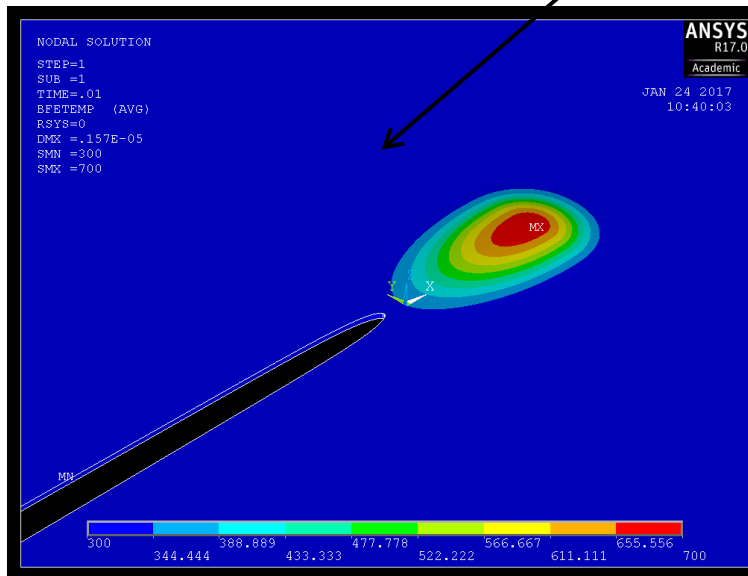 NODAL SOLUTION
STEP=1
SUB =1
TIME=.01
BFETEMP (AVG)
RSYS=0
DMX =.157E-05
SMN =300
SMX =700
ANSYS
R17.0
Academic
JAN 24 2017
10:40:03
MX
Y
Z
X
MN
300
344.444
388.889
433.333
477.778
522.222
566.667
611.111
655.556
700